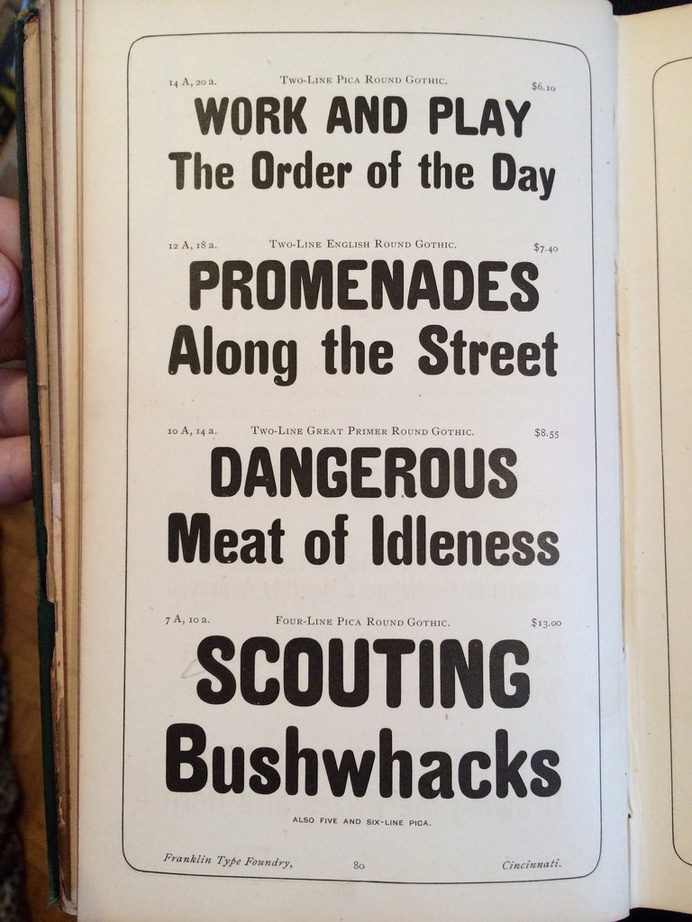 14 A, 20 a. Two-Line Pica Round Gothic. $6.10
WORK AND PLAY
The Order of the Day
12 A, 18 a. Two-Line English Round Gothic. $7.40
PROMENADES
Along the Street
10 A, 14 a. Two-Line Great Primer Round Gothic. $8.55
DANGEROUS
Meat of Idleness
7 A, 10 a. Four-Line Pica Round Gothic. $13.00
SCOUTING
Bushwhacks
ALSO FIVE AND SIX-LINE PICA.
Franklin Type Foundry, 80 Cincinnati.